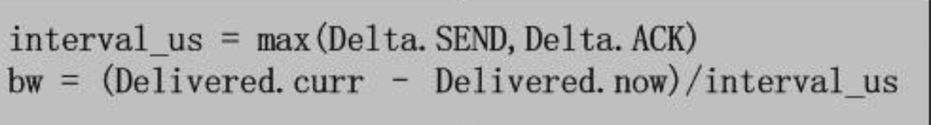 interval_us = max(Delta.SEND,Delta.ACK)
bw = (Delivered.curr - Delivered.now)/interval_us